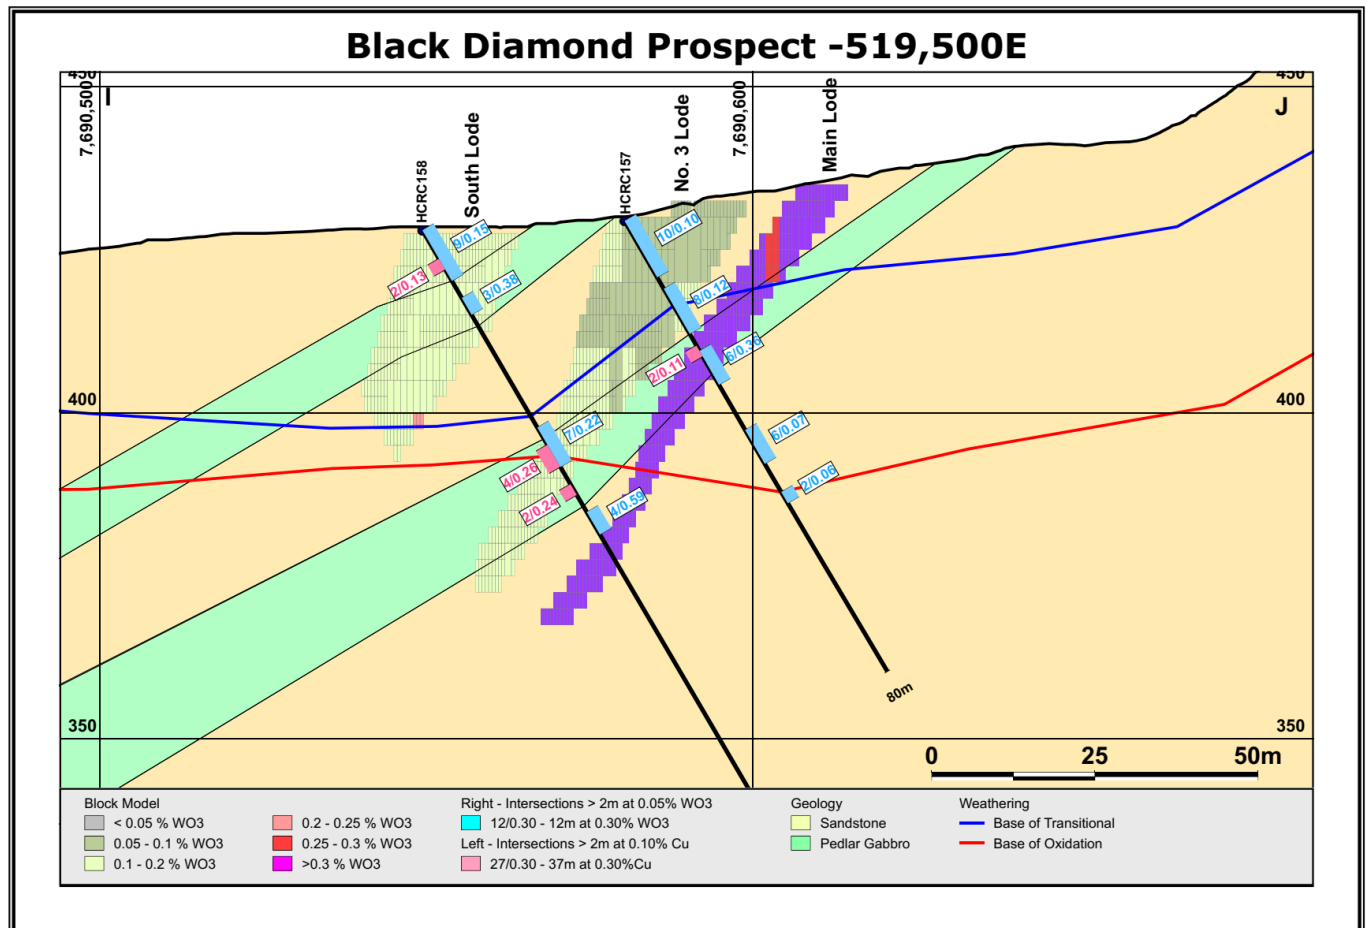 Black Diamond Prospect -519,500E
450
7,690,500
I
HCRC158
South Lode
HCRC157
No. 3 Lode
7,690,600
Main Lode
450
J
9/0.15
2/0.13
3/0.38
10/0.10
8/0.12
6/0.36
2/0.11
400
400
7/0.22
4/0.26
2/0.24
4/0.59
6/0.07
2/0.06
80m
350
350
0 25 50m
Block Model
< 0.05 % WO3
0.05 - 0.1 % WO3
0.1 - 0.2 % WO3
0.2 - 0.25 % WO3
0.25 - 0.3 % WO3
>0.3 % WO3
Right - Intersections > 2m at 0.05% WO3
12/0.30 - 12m at 0.30% WO3
Left - Intersections > 2m at 0.10% Cu
27/0.30 - 37m at 0.30%Cu
Geology
Sandstone
Pedlar Gabbro
Weathering
Base of Transitional
Base of Oxidation